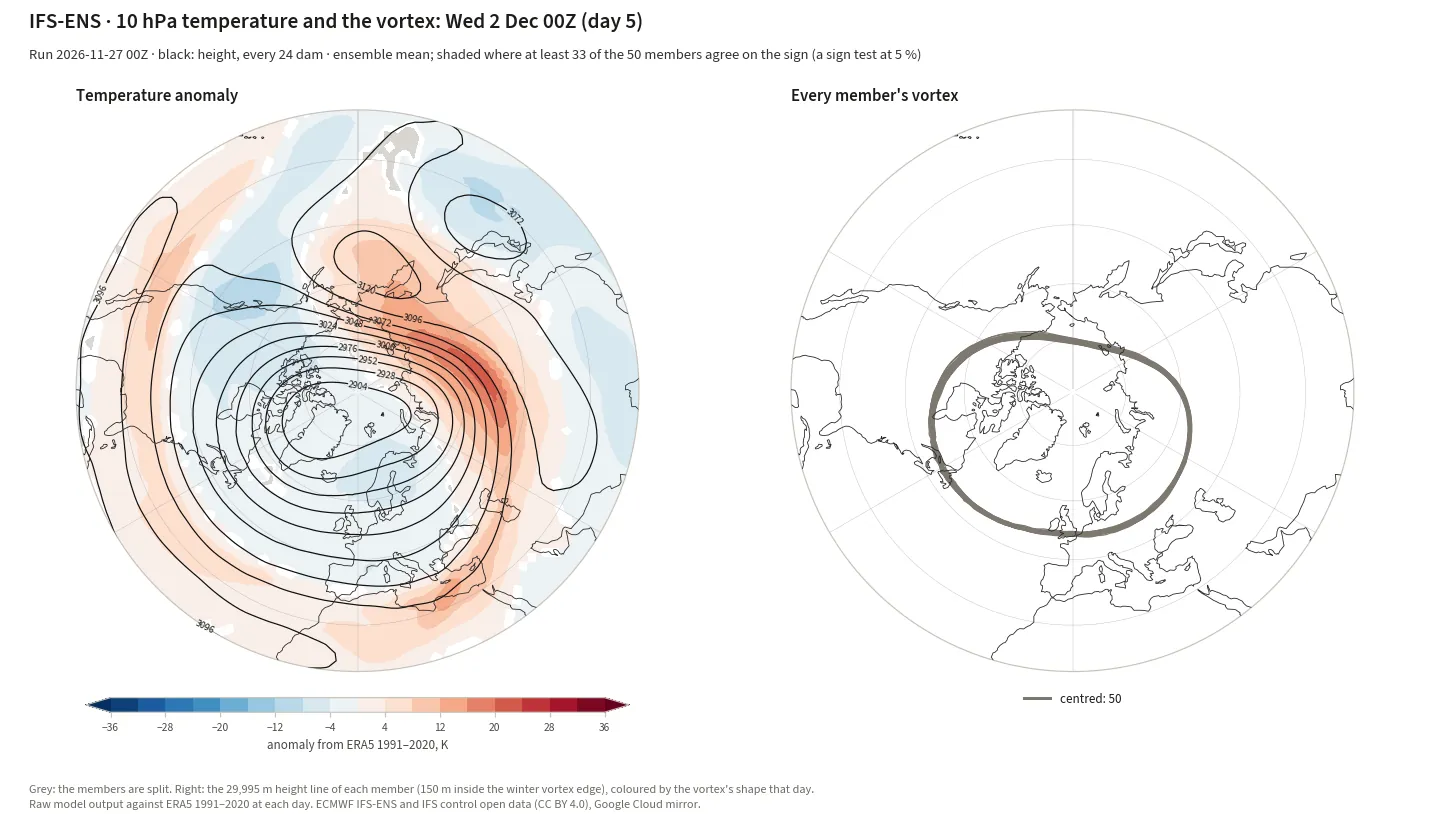 IFS-ENS · 10 hPa temperature and the vortex: Wed 2 Dec 00Z (day 5)
Run 2026-11-27 00Z · black: height, every 24 dam · ensemble mean; shaded where at least 33 of the 50 members agree on the sign (a sign test at 5 %)
Temperature anomaly
Every member's vortex
3072
3096
3120
3096
3024
3048
3072
3000
2976
2952
2928
2904
3096
centred: 50
−36 −28 −20 −12 −4 4 12 20 28 36
anomaly from ERA5 1991–2020, K
Grey: the members are split. Right: the 29,995 m height line of each member (150 m inside the winter vortex edge), coloured by the vortex's shape that day.
Raw model output against ERA5 1991–2020 at each day. ECMWF IFS-ENS and IFS control open data (CC BY 4.0), Google Cloud mirror.